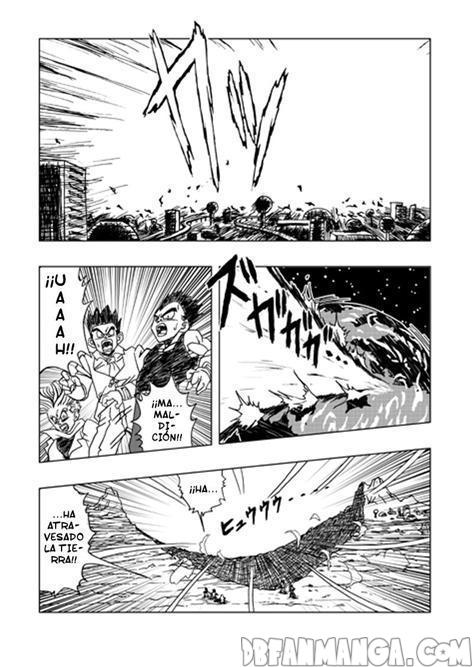 カッ
¡¡U
A
A
A
A
H!!
¡¡MA...
MAL-
DI-
CIÓN!!
ズガガガ
¡¡HA...
ヒュウウウ...
...HA
ATRA-
VESADO
LA TIE-
RRA!!
DBFANMANGA.COM